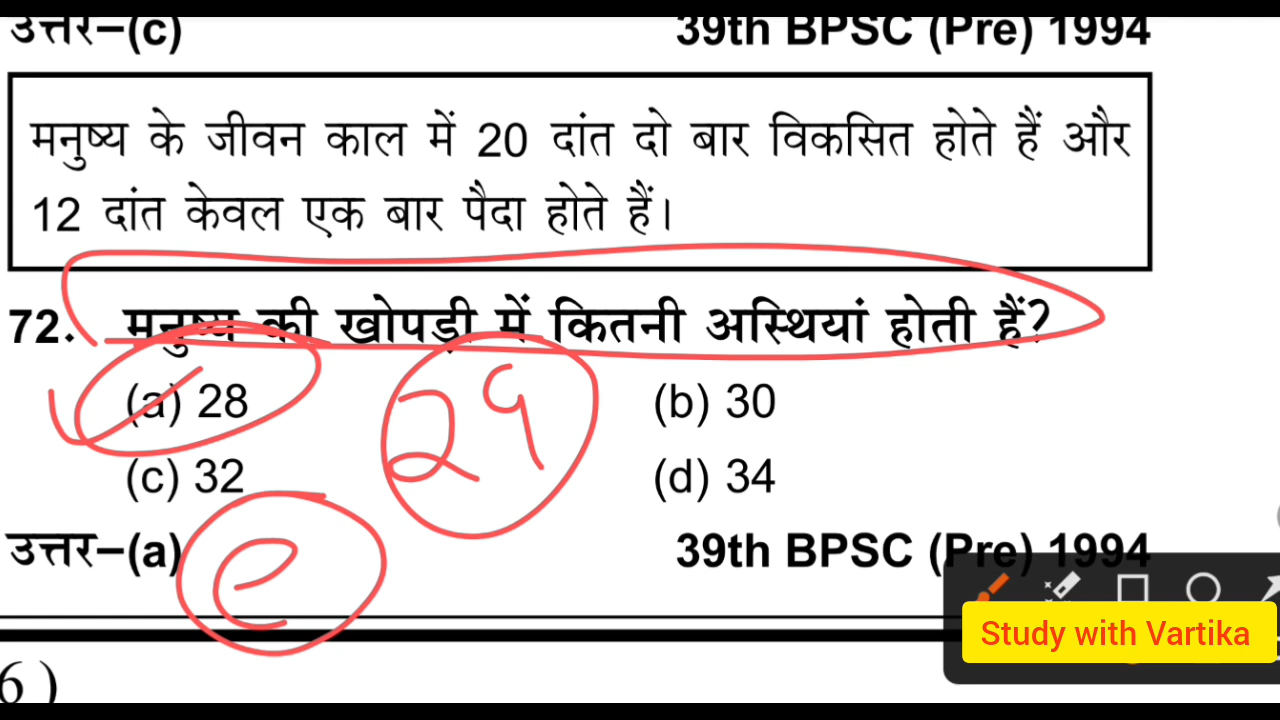 उत्तर–(c) 39th BPSC (Pre) 1994
मनुष्य के जीवन काल में 20 दांत दो बार विकसित होते हैं और
12 दांत केवल एक बार पैदा होते हैं।
72. मनुष्य की खोपड़ी में कितनी अस्थियां होती हैं?
(a) 28 (b) 30
29
(c) 32 (d) 34
उत्तर–(a) 39th BPSC (Pre) 1994
e
Study with Vartika
6 )